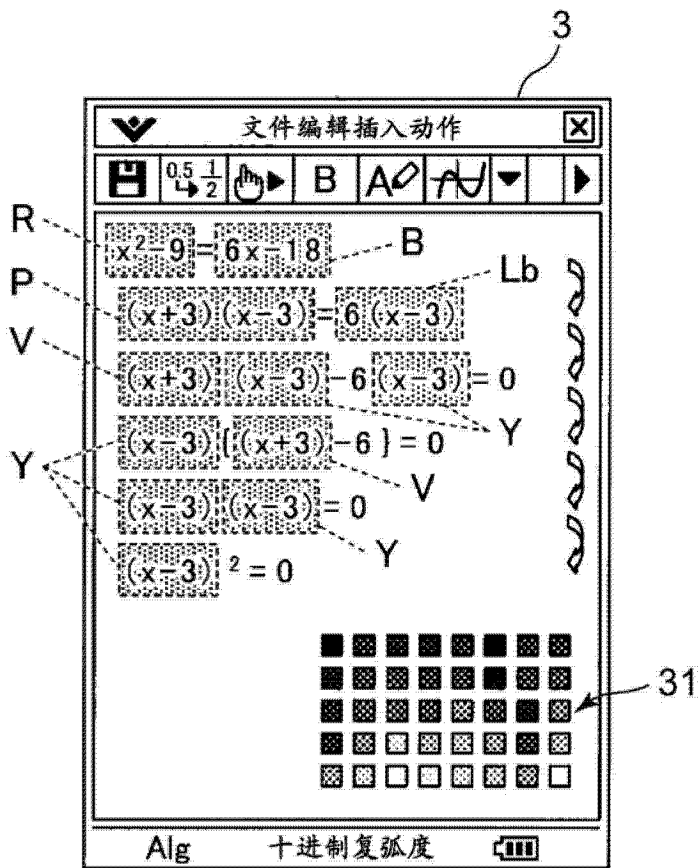 3
文件编辑插入动作
0.5 1/2 B A
R x²-9=6x-18 B
P (x+3)(x-3)=6(x-3) Lb
V (x+3)(x-3)-6(x-3)=0 Y
Y (x-3){(x+3)-6}=0 V
(x-3)(x-3)=0 Y
(x-3)²=0
31
Alg 十进制复弧度